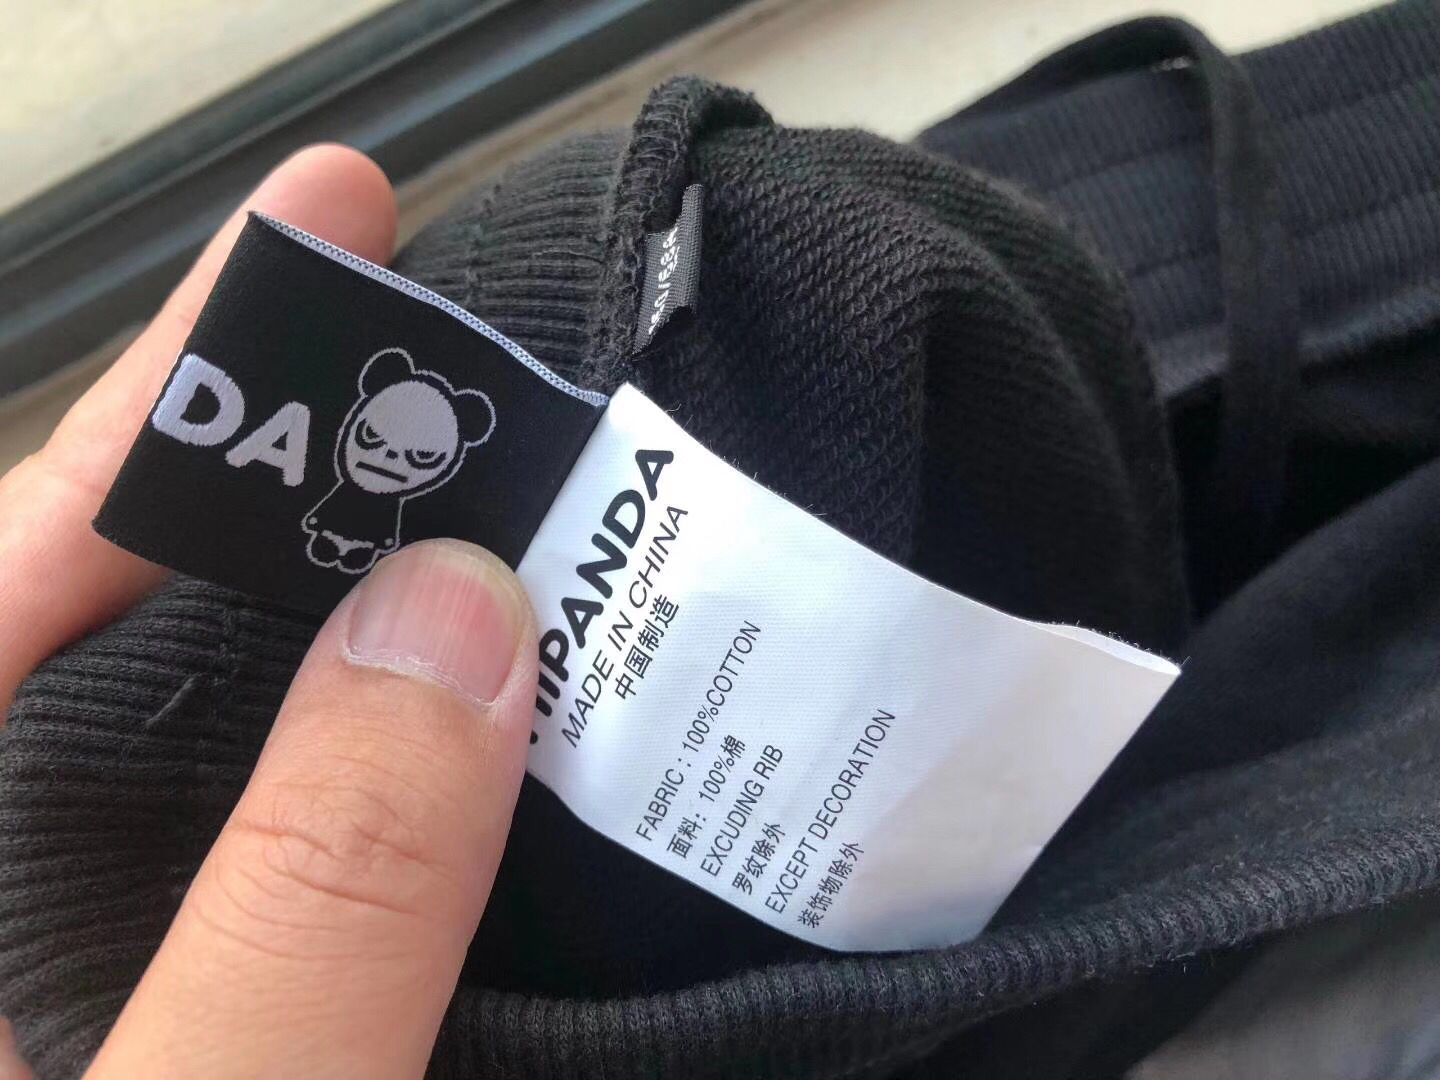 DA
HIPANDA
MADE IN CHINA
中国制造
FABRIC : 100%COTTON
面料: 100%棉
EXCUDING RIB
罗纹除外
EXCEPT DECORATION
装饰物除外